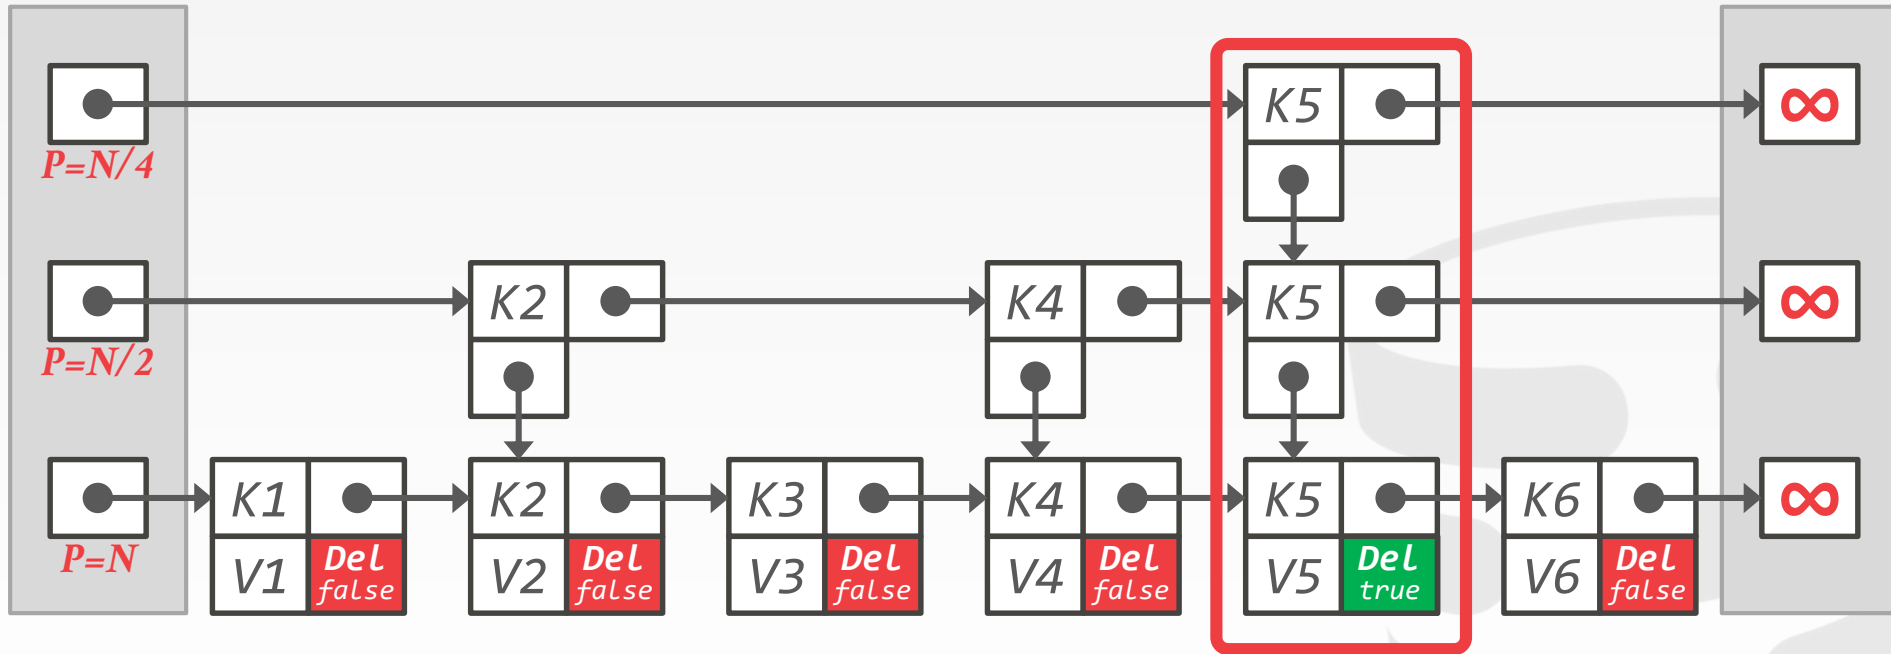 K5 ∞
P=N/4
K2 K4 K5 ∞
P=N/2
K1 K2 K3 K4 K5 K6 ∞
P=N
V1 Del false V2 Del false V3 Del false V4 Del false V5 Del true V6 Del false